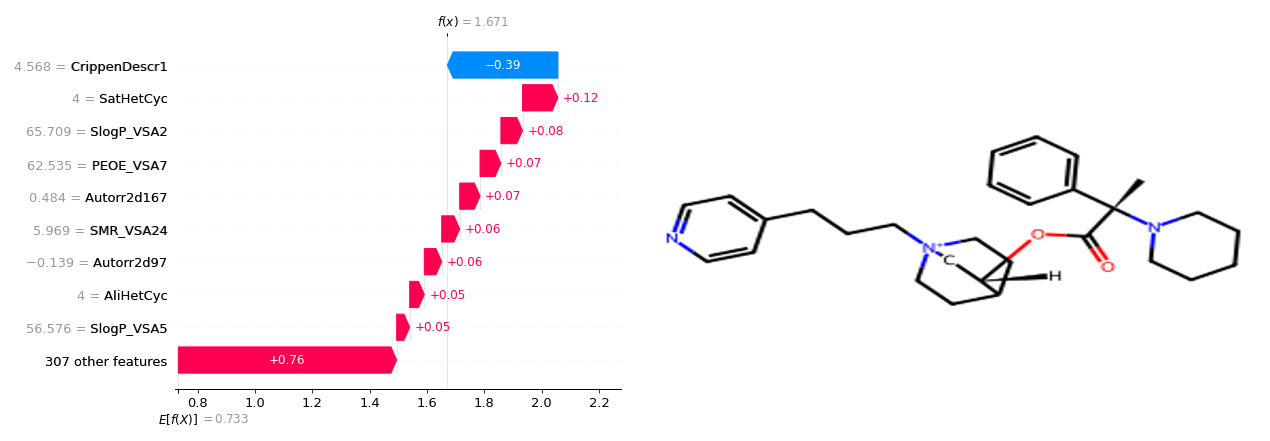 f(x) = 1.671
4.568 = CrippenDescr1
−0.39
4 = SatHetCyc
+0.12
65.709 = SlogP_VSA2
+0.08
62.535 = PEOE_VSA7
+0.07
0.484 = Autorr2d167
+0.07
5.969 = SMR_VSA24
+0.06
−0.139 = Autorr2d97
+0.06
4 = AliHetCyc
+0.05
56.576 = SlogP_VSA5
+0.05
307 other features
+0.76
0.8 1.0 1.2 1.4 1.6 1.8 2.0 2.2
E[f(X)] = 0.733
N
N+
C
O
H
O
N